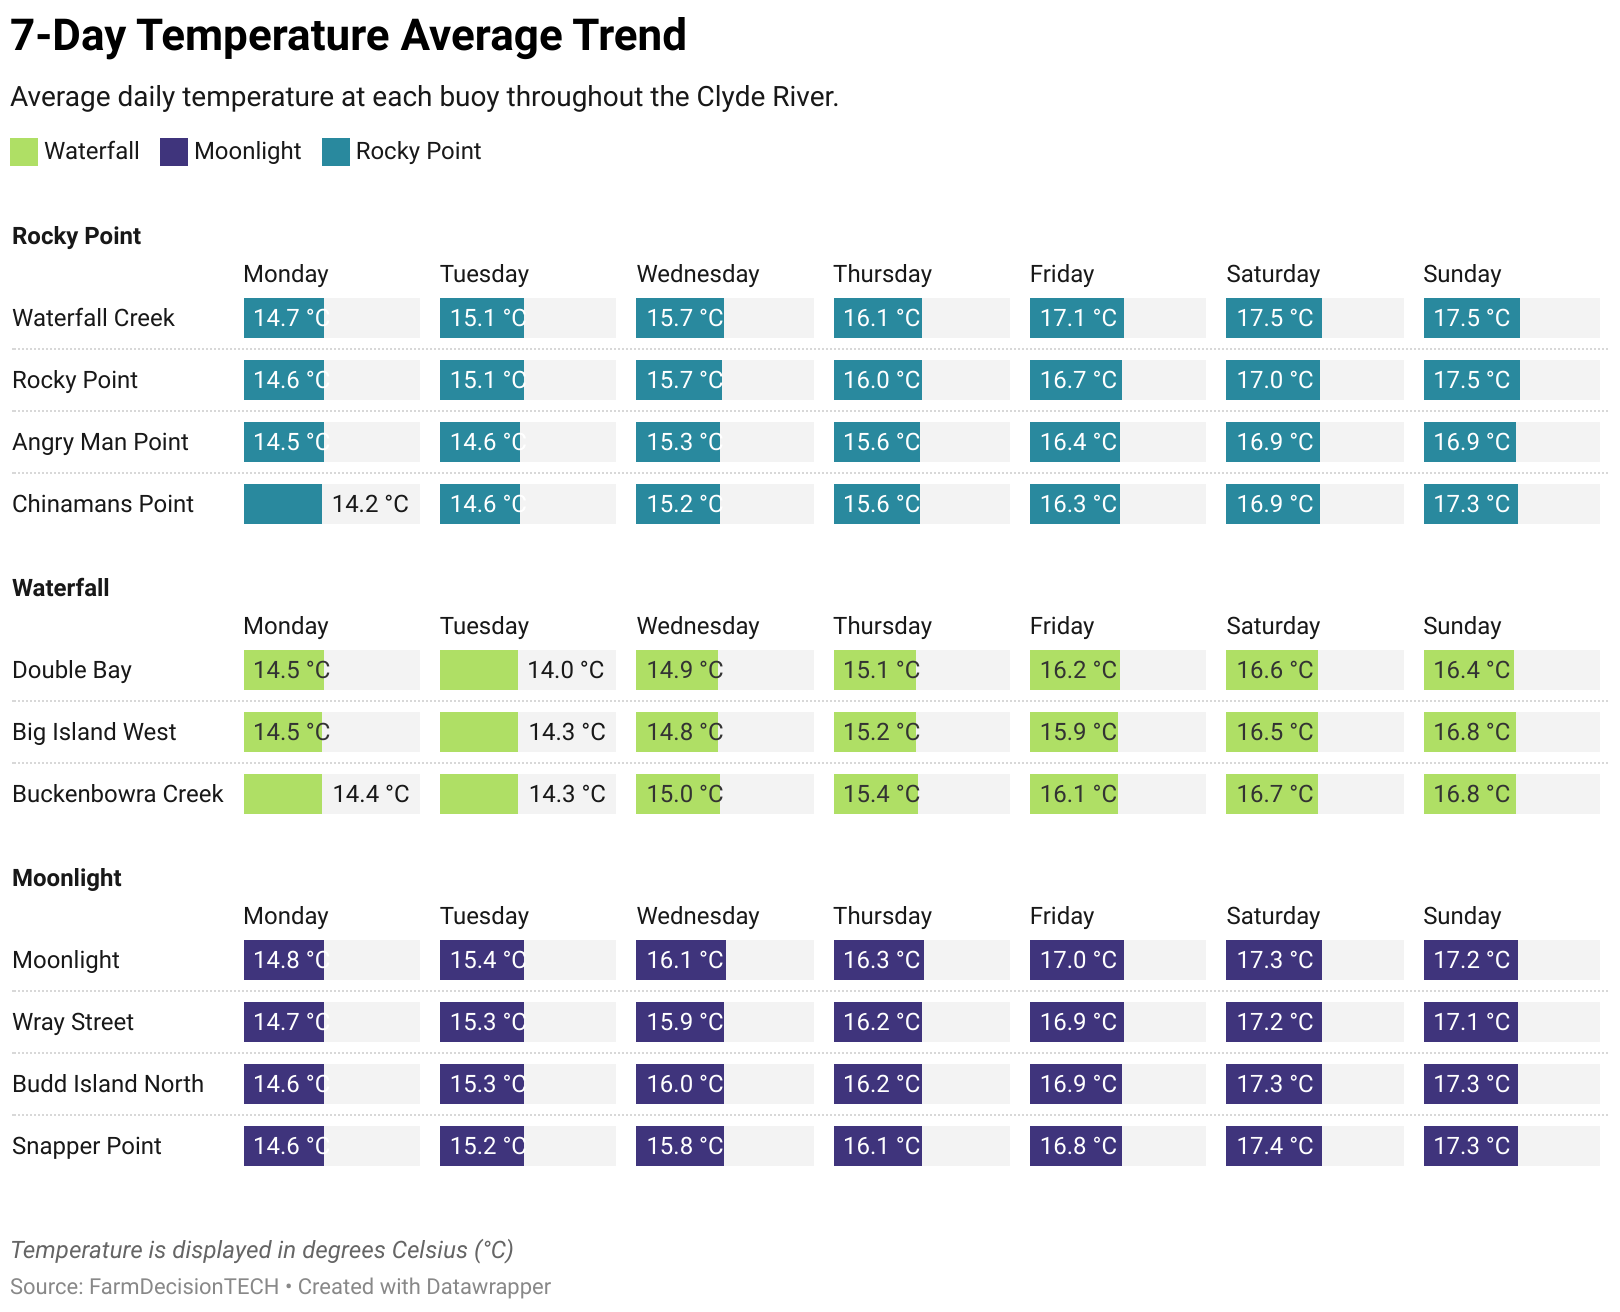 7-Day Temperature Average Trend
Average daily temperature at each buoy throughout the Clyde River.
Waterfall Moonlight Rocky Point
Rocky Point
Monday Tuesday Wednesday Thursday Friday Saturday Sunday
Waterfall Creek 14.7 °C 15.1 °C 15.7 °C 16.1 °C 17.1 °C 17.5 °C 17.5 °C
Rocky Point 14.6 °C 15.1 °C 15.7 °C 16.0 °C 16.7 °C 17.0 °C 17.5 °C
Angry Man Point 14.5 °C 14.6 °C 15.3 °C 15.6 °C 16.4 °C 16.9 °C 16.9 °C
Chinamans Point 14.2 °C 14.6 °C 15.2 °C 15.6 °C 16.3 °C 16.9 °C 17.3 °C
Waterfall
Monday Tuesday Wednesday Thursday Friday Saturday Sunday
Double Bay 14.5 °C 14.0 °C 14.9 °C 15.1 °C 16.2 °C 16.6 °C 16.4 °C
Big Island West 14.5 °C 14.3 °C 14.8 °C 15.2 °C 15.9 °C 16.5 °C 16.8 °C
Buckenbowra Creek 14.4 °C 14.3 °C 15.0 °C 15.4 °C 16.1 °C 16.7 °C 16.8 °C
Moonlight
Monday Tuesday Wednesday Thursday Friday Saturday Sunday
Moonlight 14.8 °C 15.4 °C 16.1 °C 16.3 °C 17.0 °C 17.3 °C 17.2 °C
Wray Street 14.7 °C 15.3 °C 15.9 °C 16.2 °C 16.9 °C 17.2 °C 17.1 °C
Budd Island North 14.6 °C 15.3 °C 16.0 °C 16.2 °C 16.9 °C 17.3 °C 17.3 °C
Snapper Point 14.6 °C 15.2 °C 15.8 °C 16.1 °C 16.8 °C 17.4 °C 17.3 °C
Temperature is displayed in degrees Celsius (°C)
Source: FarmDecisionTECH • Created with Datawrapper